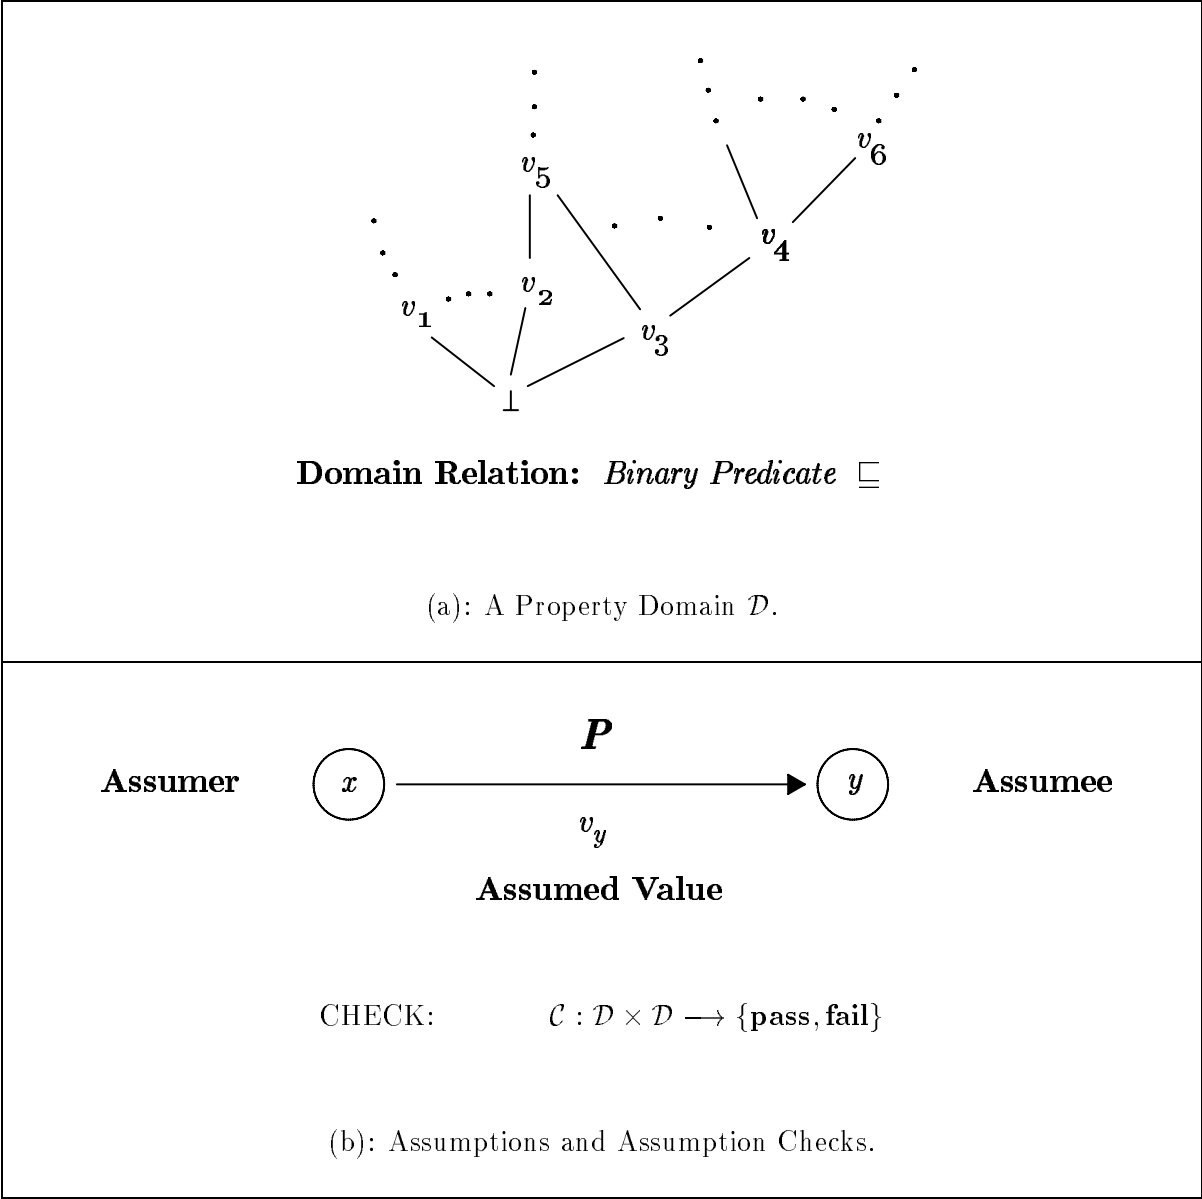 v5
v6
v4
v1
v2
v3
⊥
Domain Relation: Binary Predicate ⊑
(a): A Property Domain 𝒟.
P
Assumer x y Assumee
vy
Assumed Value
CHECK: 𝒞 : 𝒟 × 𝒟 ⟶ {pass, fail}
(b): Assumptions and Assumption Checks.